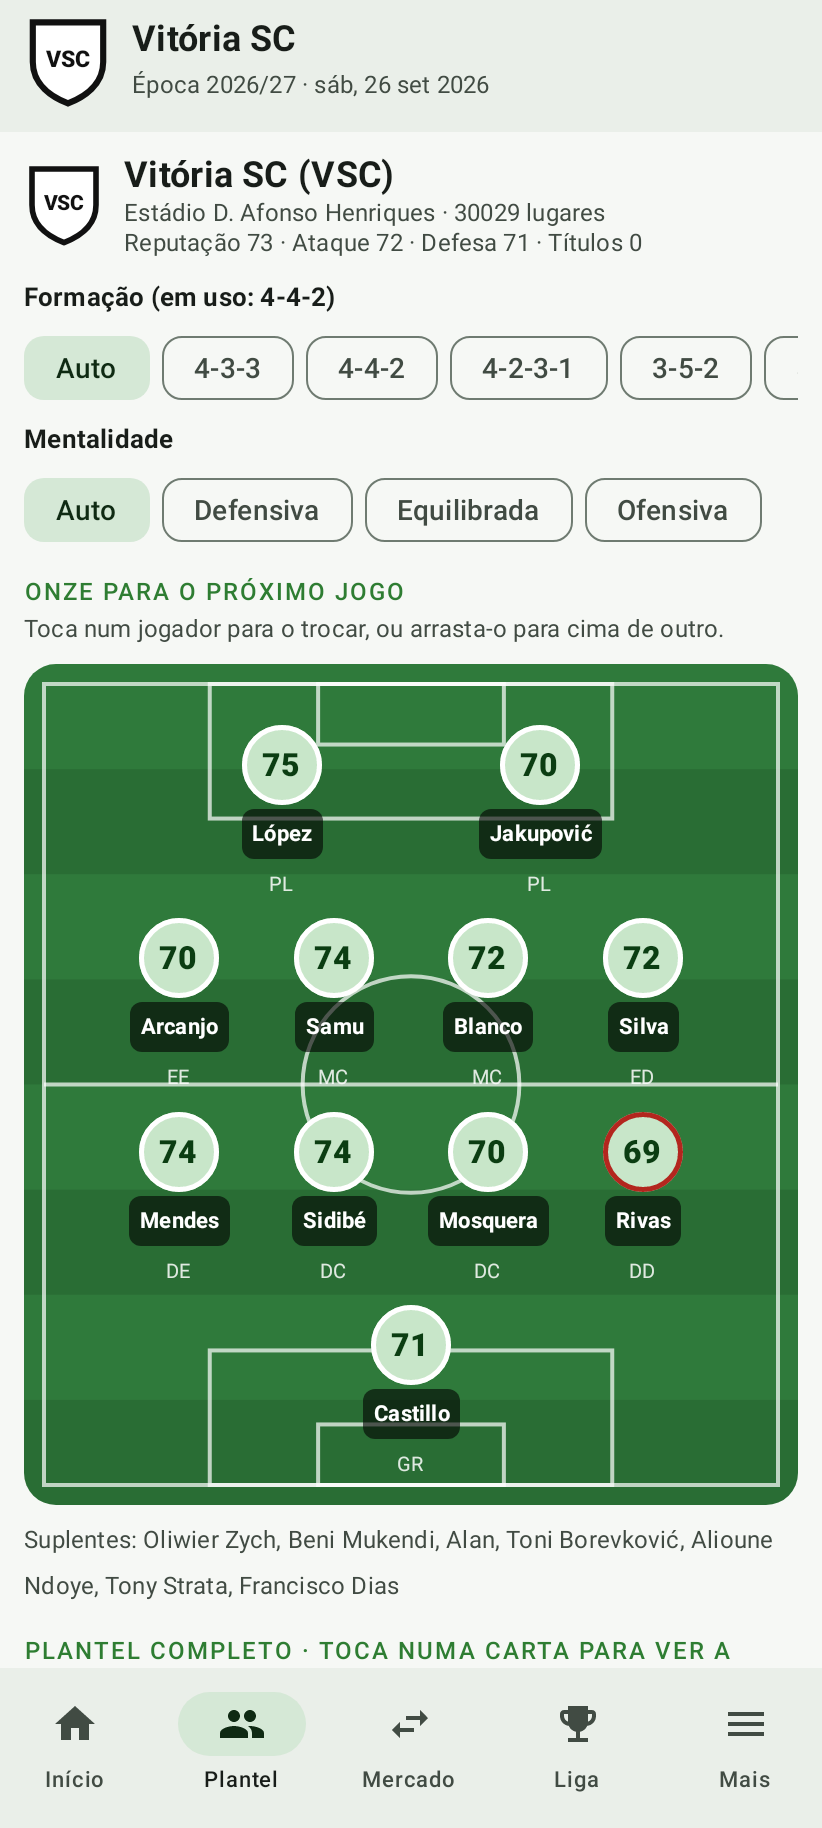 VSC
Vitória SC
Época 2026/27 · sáb, 26 set 2026
VSC
Vitória SC (VSC)
Estádio D. Afonso Henriques · 30029 lugares
Reputação 73 · Ataque 72 · Defesa 71 · Títulos 0
Formação (em uso: 4-4-2)
Auto 4-3-3 4-4-2 4-2-3-1 3-5-2
Mentalidade
Auto Defensiva Equilibrada Ofensiva
ONZE PARA O PRÓXIMO JOGO
Toca num jogador para o trocar, ou arrasta-o para cima de outro.
75 70
López Jakupović
PL PL
70 74 72 72
Arcanjo Samu Blanco Silva
EE MC MC ED
74 74 70 69
Mendes Sidibé Mosquera Rivas
DE DC DC DD
71
Castillo
GR
Suplentes: Oliwier Zych, Beni Mukendi, Alan, Toni Borevković, Alioune
Ndoye, Tony Strata, Francisco Dias
PLANTEL COMPLETO · TOCA NUMA CARTA PARA VER A
Início Plantel Mercado Liga Mais